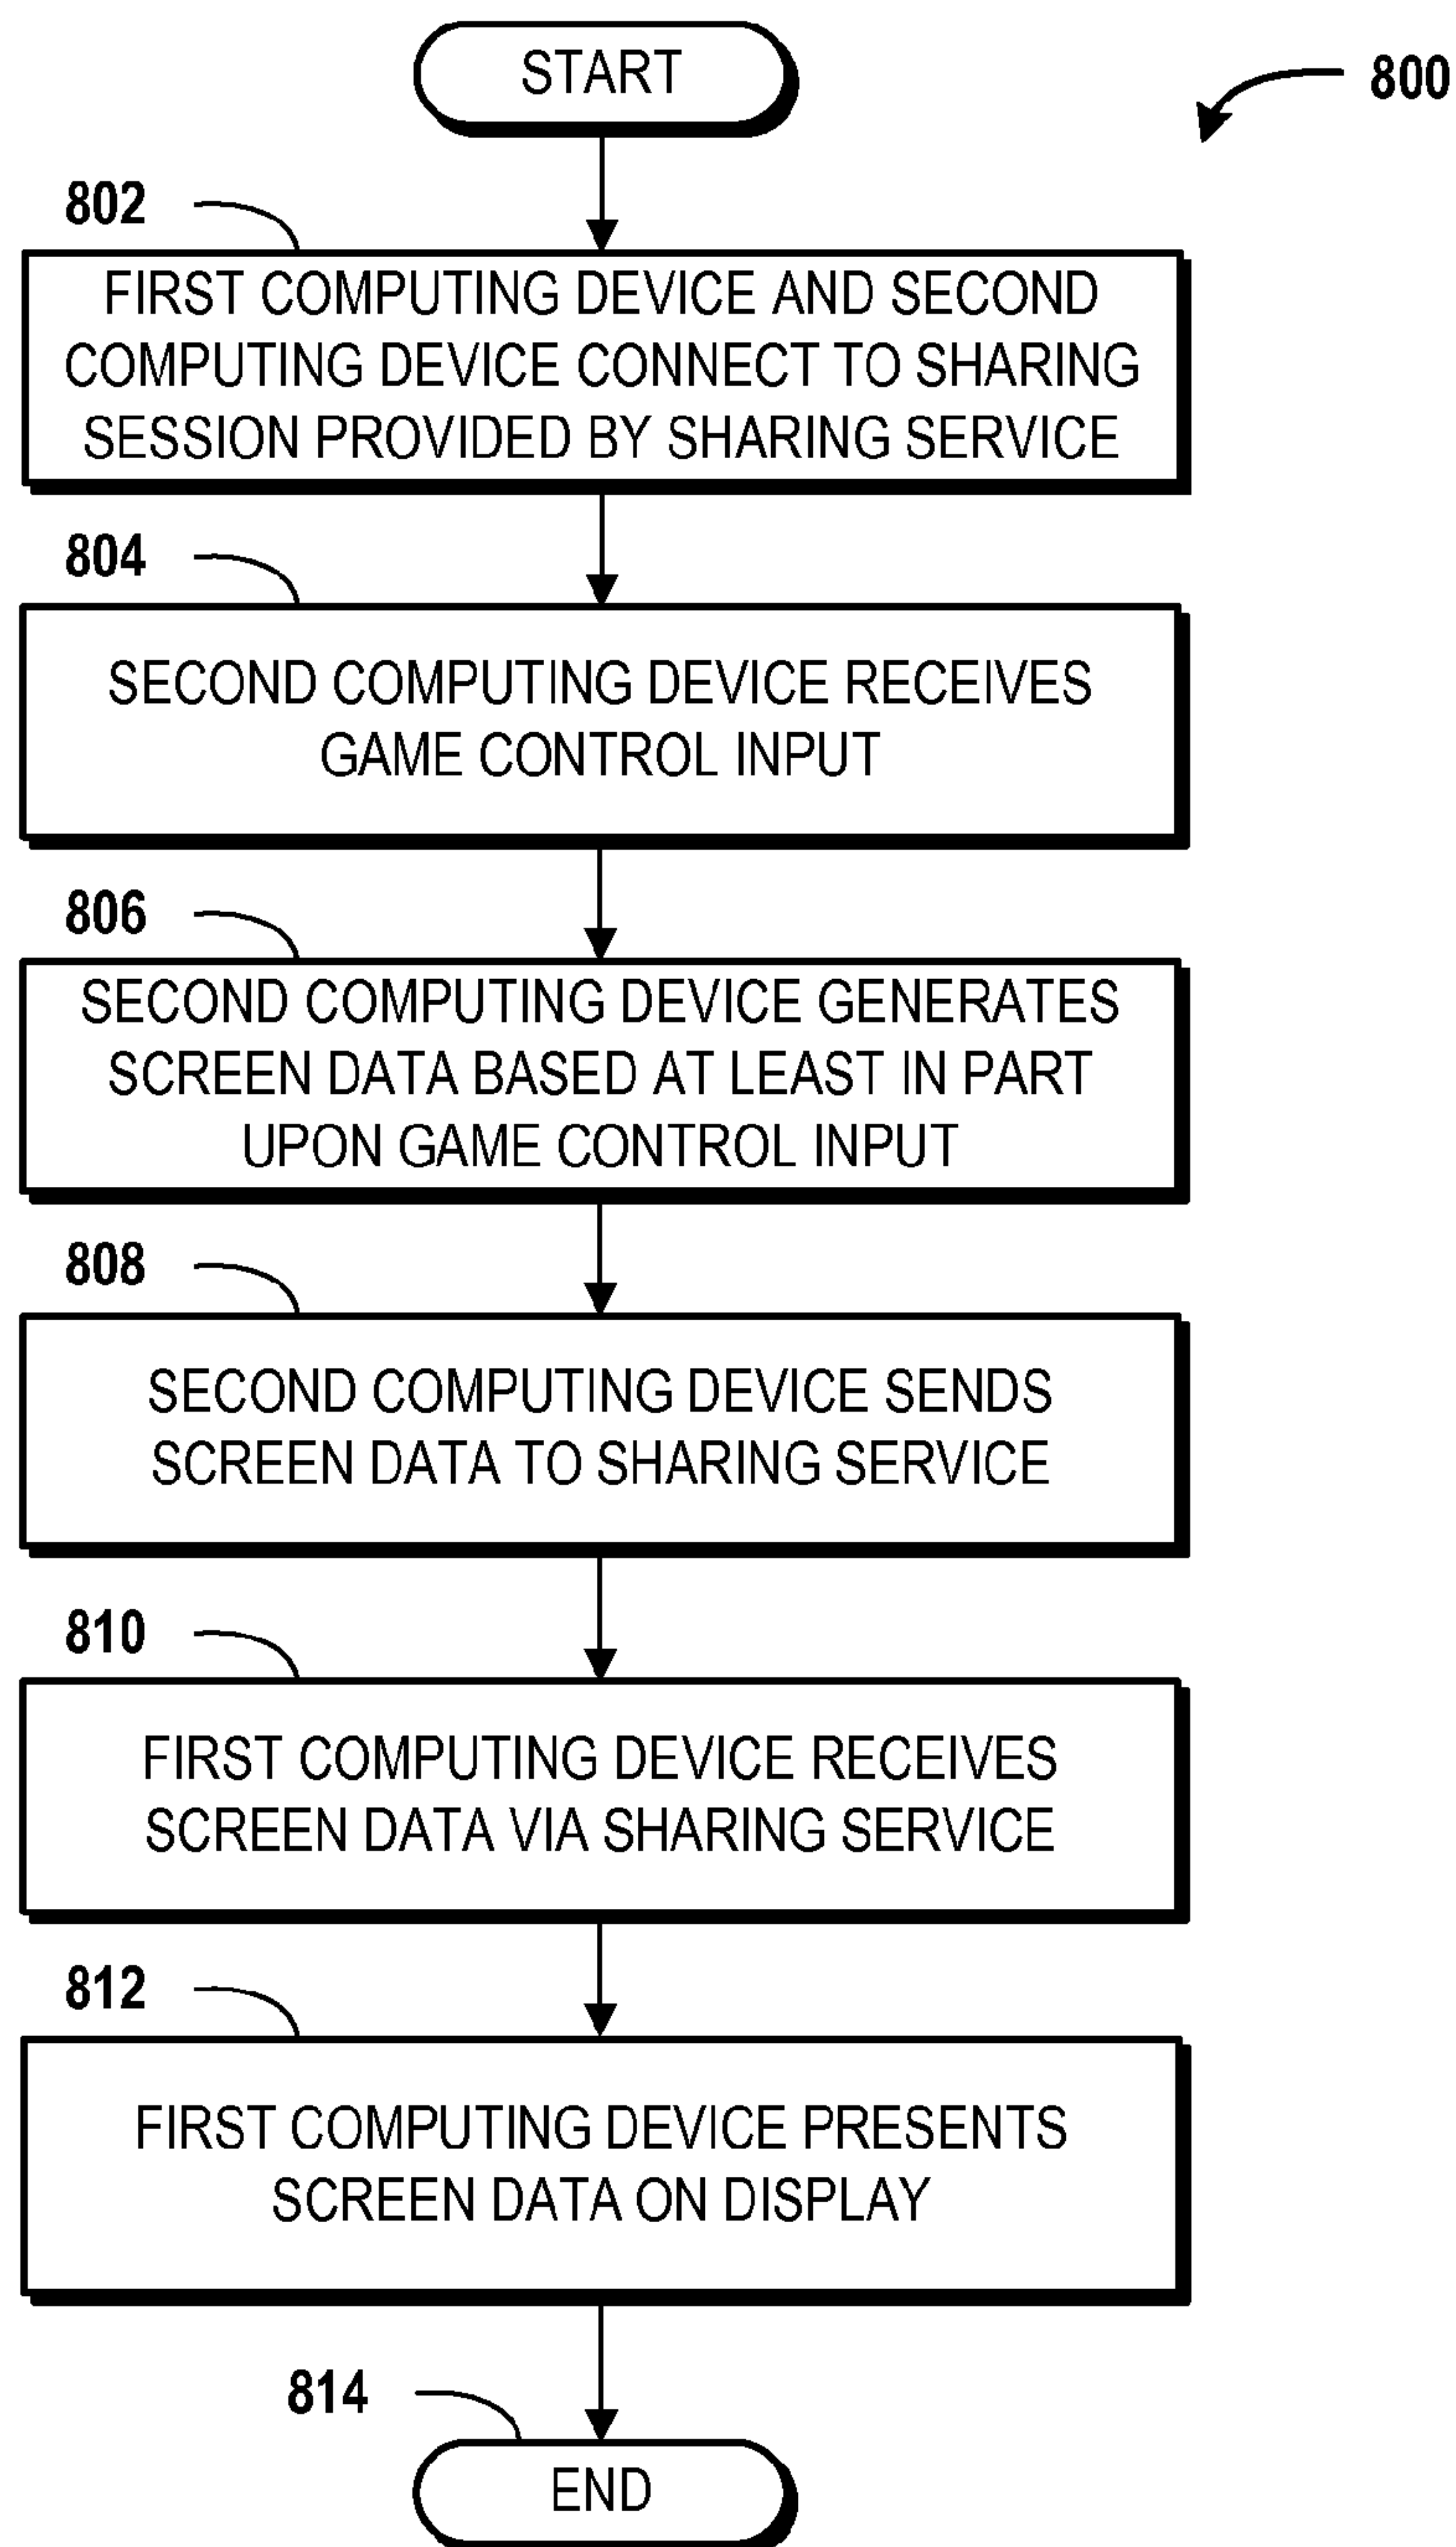 START
800
802
FIRST COMPUTING DEVICE AND SECOND
COMPUTING DEVICE CONNECT TO SHARING
SESSION PROVIDED BY SHARING SERVICE
804
SECOND COMPUTING DEVICE RECEIVES
GAME CONTROL INPUT
806
SECOND COMPUTING DEVICE GENERATES
SCREEN DATA BASED AT LEAST IN PART
UPON GAME CONTROL INPUT
808
SECOND COMPUTING DEVICE SENDS
SCREEN DATA TO SHARING SERVICE
810
FIRST COMPUTING DEVICE RECEIVES
SCREEN DATA VIA SHARING SERVICE
812
FIRST COMPUTING DEVICE PRESENTS
SCREEN DATA ON DISPLAY
814
END